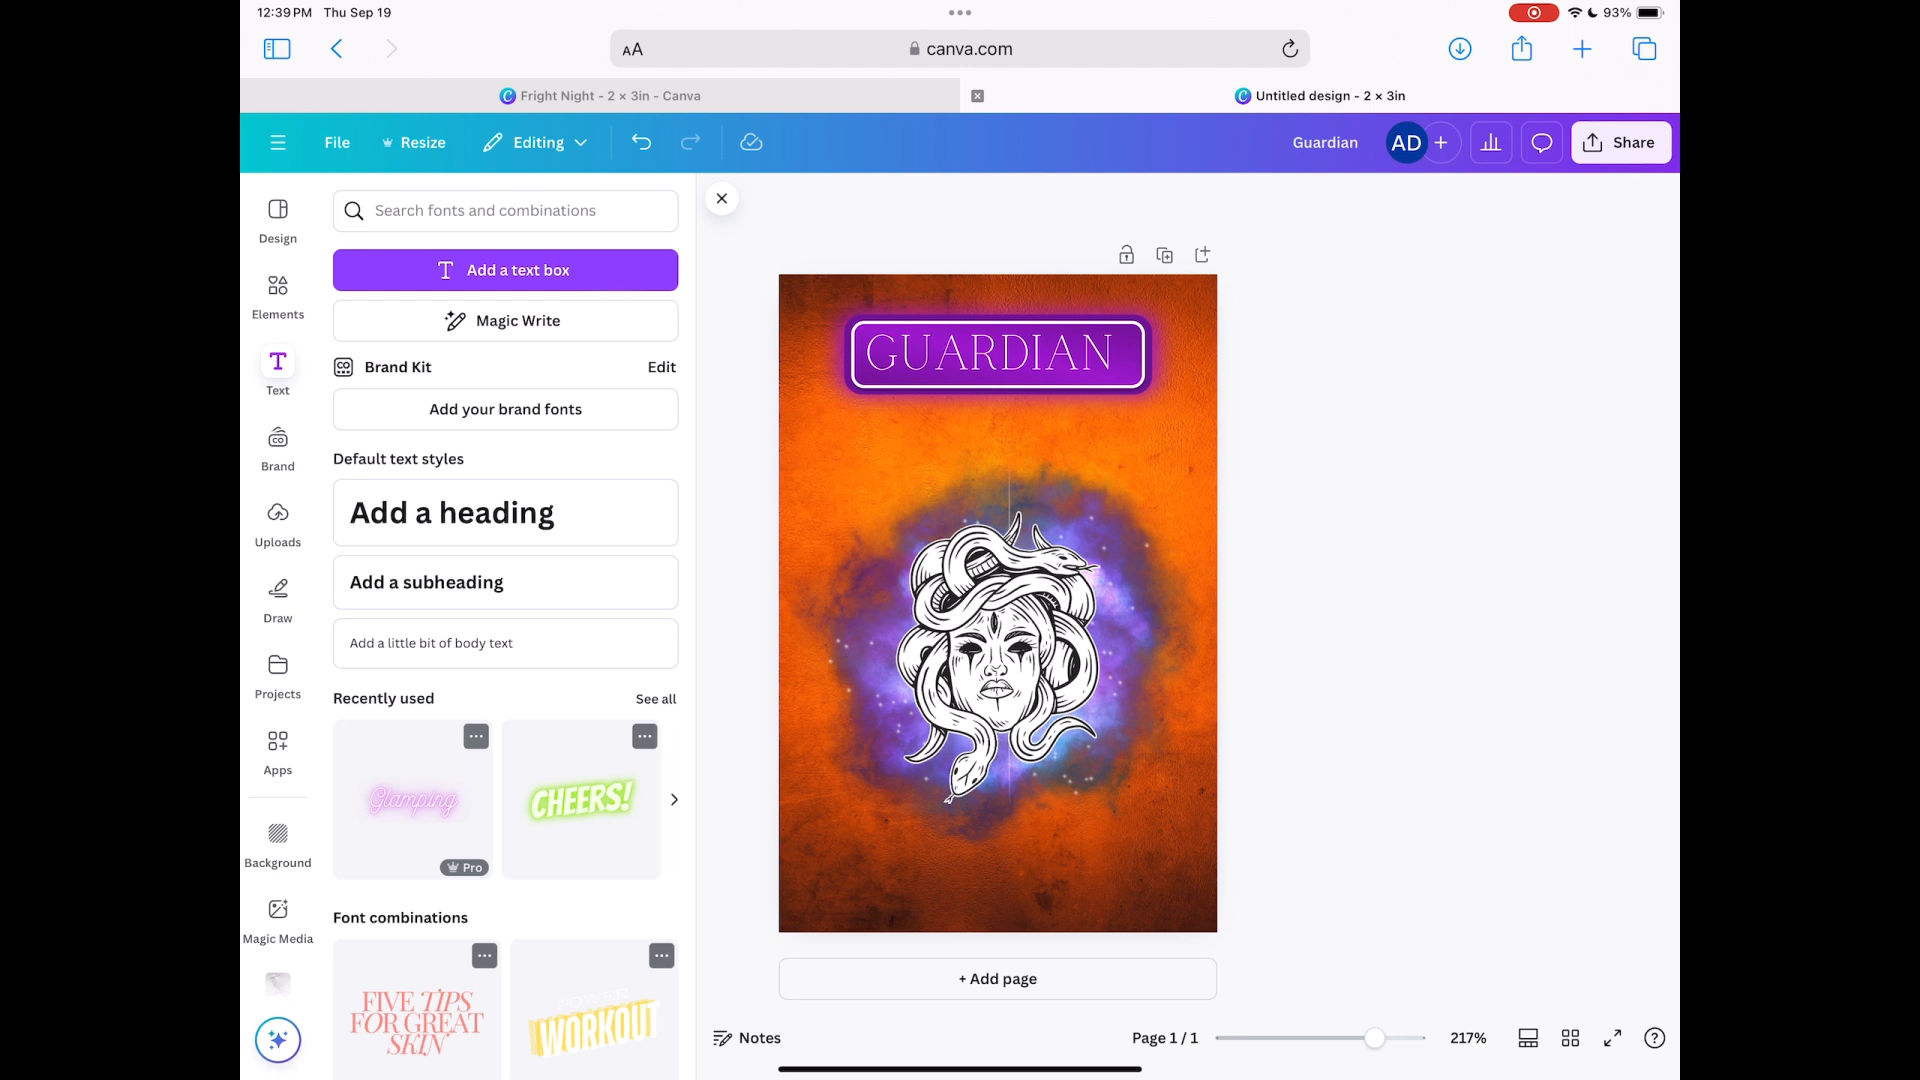 12:39 PM Thu Sep 19
93%
AA
canva.com
Fright Night - 2 × 3in - Canva
Untitled design - 2 × 3in
File
Resize
Editing
Guardian
AD
Share
Search fonts and combinations
Design
Add a text box
Elements
Magic Write
Brand Kit
Edit
Text
Add your brand fonts
Brand
Default text styles
Add a heading
Uploads
Add a subheading
Draw
Add a little bit of body text
Projects
Recently used
See all
Apps
Glamping
CHEERS!
Pro
Background
Font combinations
Magic Media
FIVE TIPS
FOR GREAT
SKIN
WORKOUT
GUARDIAN
+ Add page
Notes
Page 1 / 1
217%